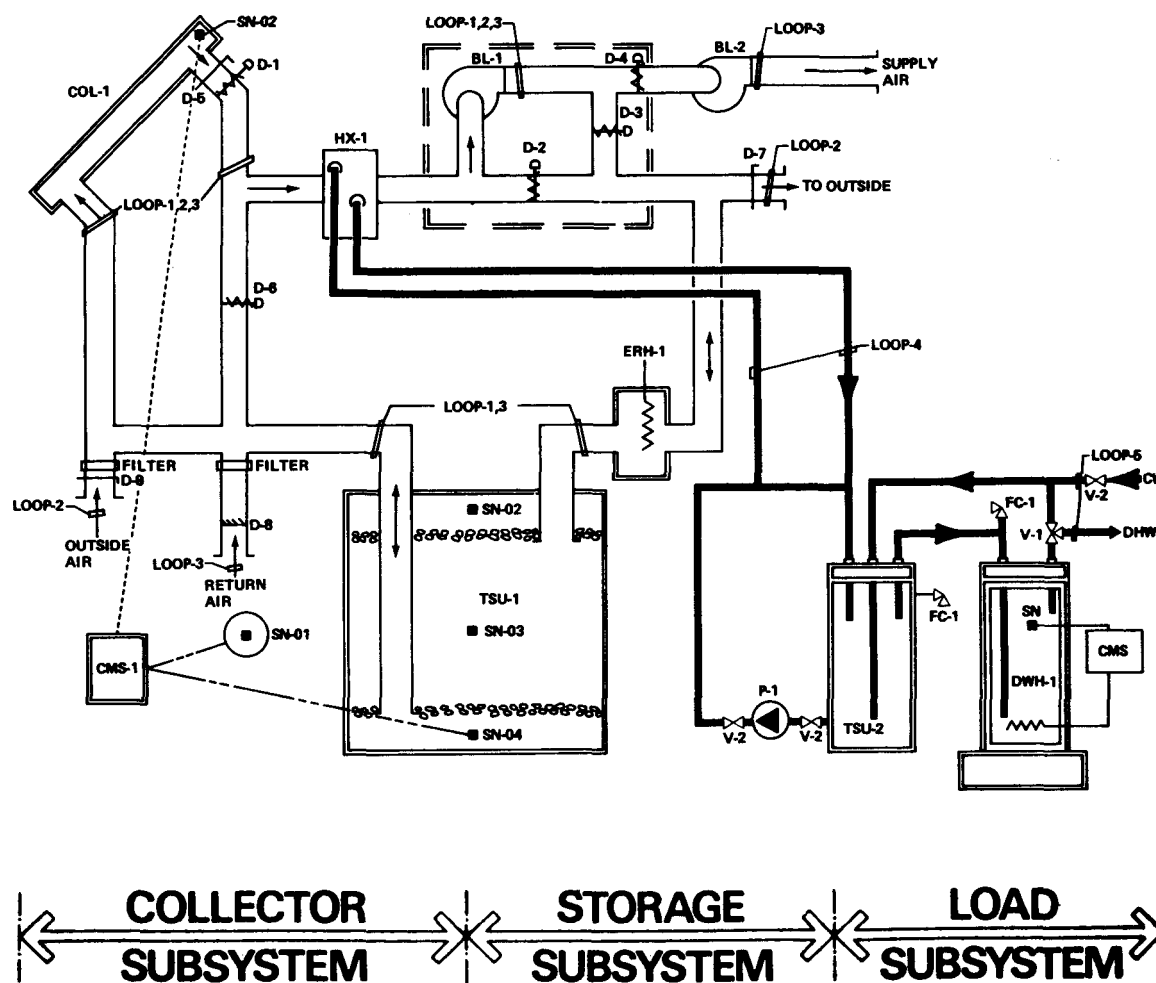 SN-02
LOOP-1,2,3
LOOP-3
D-1
BL-1
D-4
BL-2
SUPPLY
AIR
COL-1
D-5
D-3
D
HX-1
D-2
D-7
LOOP-2
TO OUTSIDE
LOOP-1,2,3
D-6
D
ERH-1
LOOP-4
LOOP-1,3
FILTER
FILTER
D-9
LOOP-5
LOOP-2
SN-02
FC-1
V-2
D-8
V-1
DHW
OUTSIDE
AIR
LOOP-3
RETURN
AIR
TSU-1
FC-1
SN-01
SN-03
SN
CMS-1
CMS
P-1
DWH-1
SN-04
V-2
V-2
TSU-2
COLLECTOR
SUBSYSTEM
STORAGE
SUBSYSTEM
LOAD
SUBSYSTEM